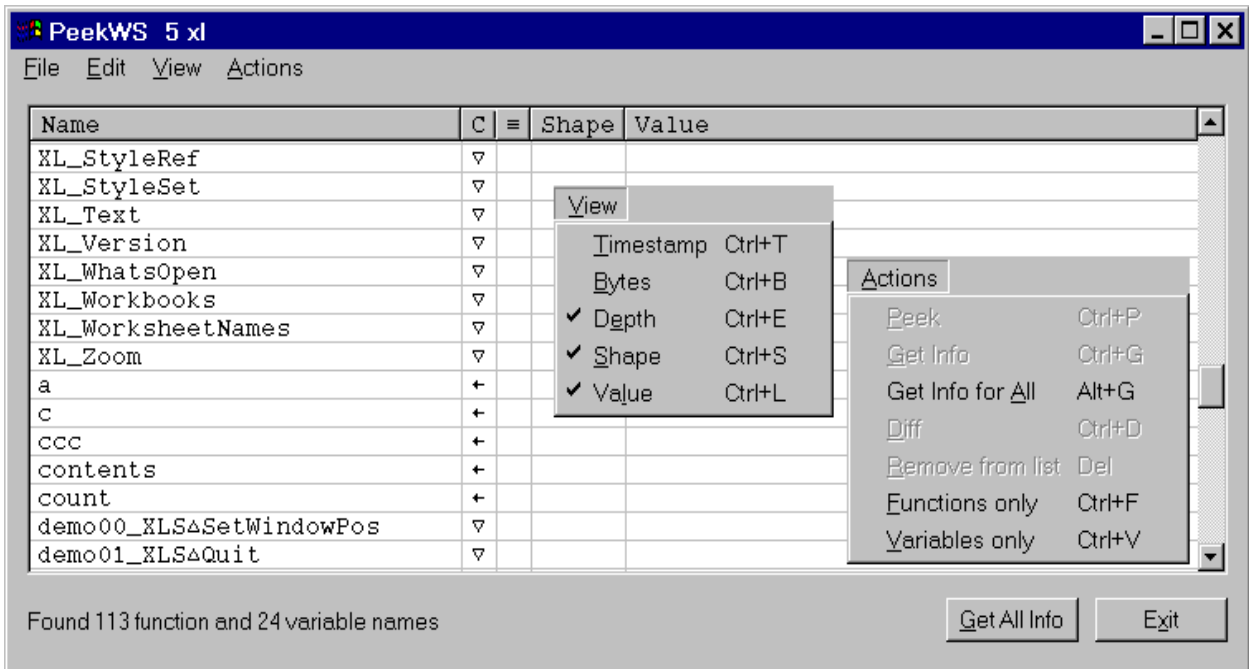 PeekWS 5 xl
File Edit View Actions
Name C ≡ Shape Value
XL_StyleRef ∇
XL_StyleSet ∇
XL_Text ∇
XL_Version ∇
XL_WhatsOpen ∇
XL_Workbooks ∇
XL_WorksheetNames ∇
XL_Zoom ∇
a ←
c ←
ccc ←
contents ←
count ←
demo00_XLS∆SetWindowPos ∇
demo01_XLS∆Quit ∇
View
Timestamp Ctrl+T
Bytes Ctrl+B
✓ Depth Ctrl+E
✓ Shape Ctrl+S
✓ Value Ctrl+L
Actions
Peek Ctrl+P
Get Info Ctrl+G
Get Info for All Alt+G
Diff Ctrl+D
Remove from list Del
Functions only Ctrl+F
Variables only Ctrl+V
Found 113 function and 24 variable names
Get All Info Exit